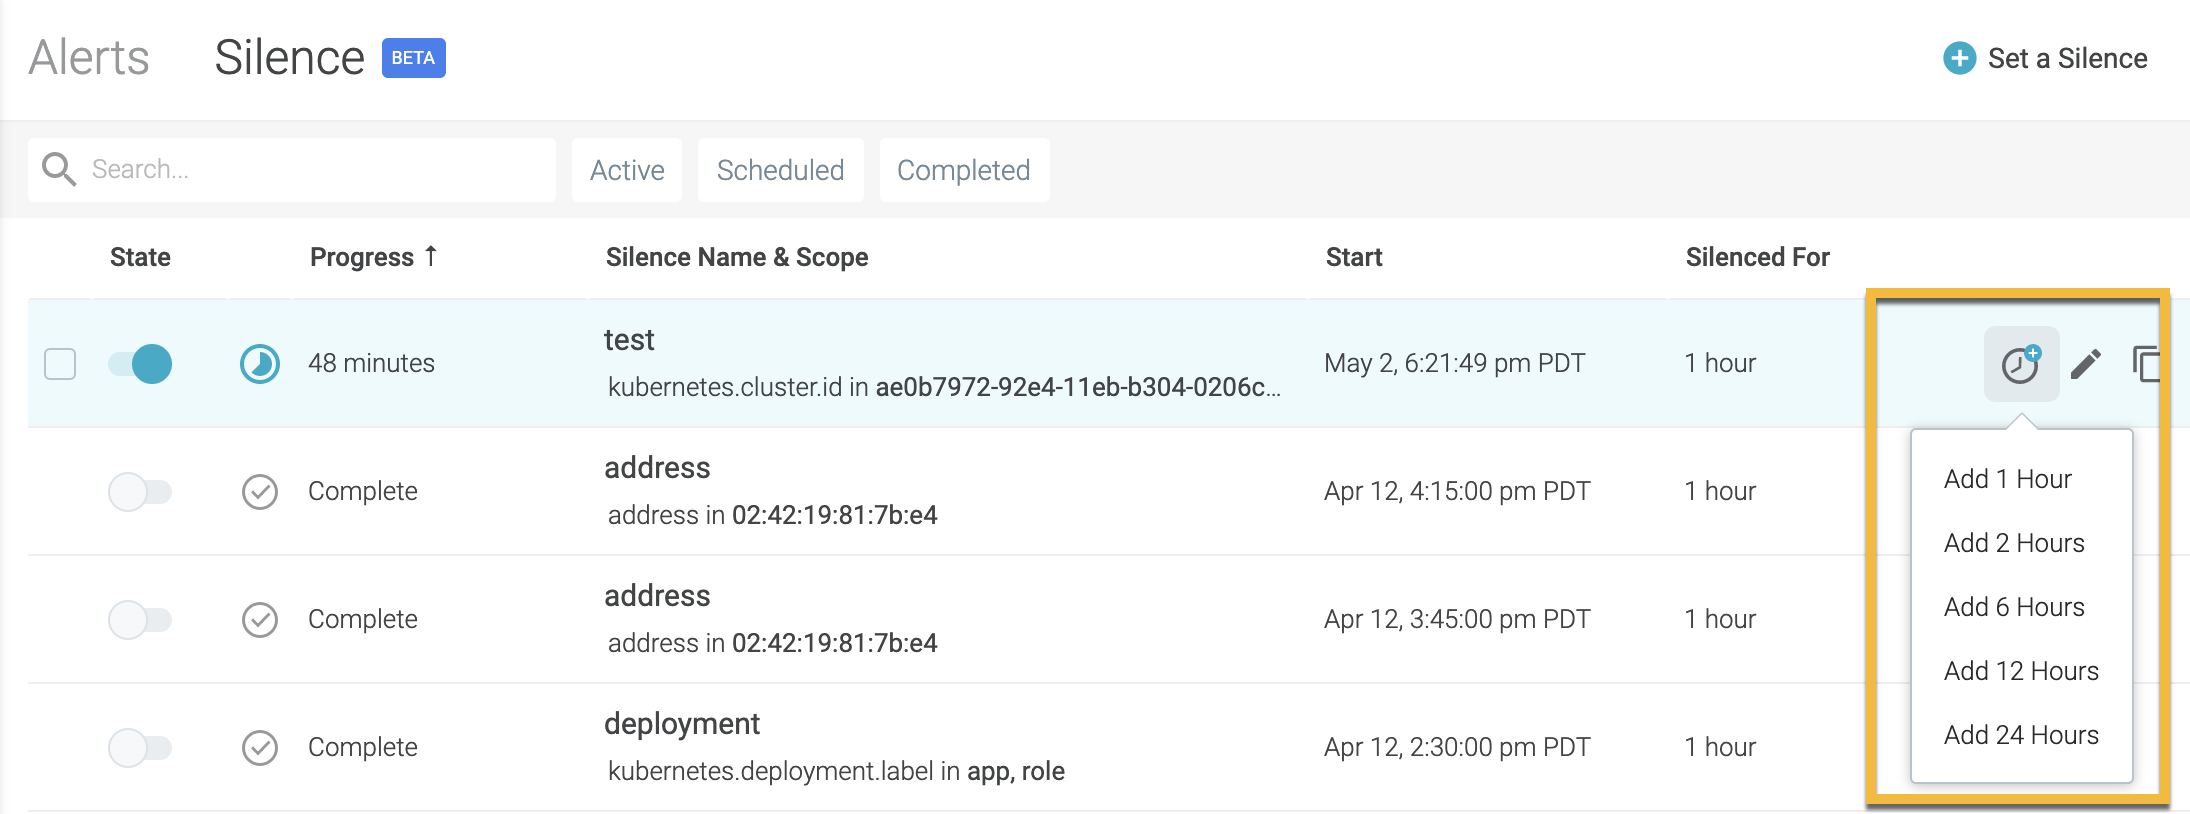 Alerts Silence BETA Set a Silence
Search... Active Scheduled Completed
State Progress ↑ Silence Name & Scope Start Silenced For
test
48 minutes May 2, 6:21:49 pm PDT 1 hour
kubernetes.cluster.id in ae0b7972-92e4-11eb-b304-0206c...
address
Complete Apr 12, 4:15:00 pm PDT 1 hour
address in 02:42:19:81:7b:e4
address
Complete Apr 12, 3:45:00 pm PDT 1 hour
address in 02:42:19:81:7b:e4
deployment
Complete Apr 12, 2:30:00 pm PDT 1 hour
kubernetes.deployment.label in app, role
Add 1 Hour
Add 2 Hours
Add 6 Hours
Add 12 Hours
Add 24 Hours